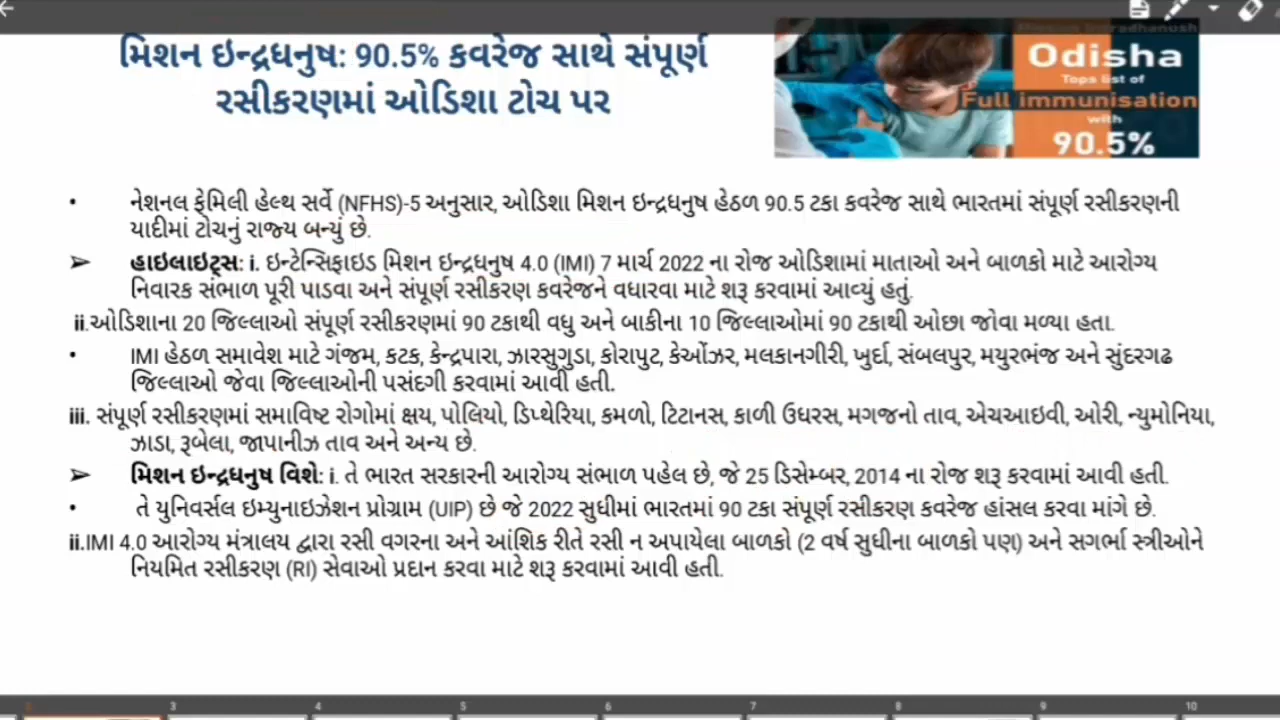 મિશન ઇન્દ્રધનુષ: 90.5% કવરેજ સાથે સંપૂર્ણ
રસીકરણમાં ઓડિશા ટોચ પર
Odisha
Tops list of
Full immunisation
with
90.5%
• નેશનલ ફેમિલી હેલ્થ સર્વે (NFHS)-5 અનુસાર, ઓડિશા મિશન ઇન્દ્રધનુષ હેઠળ 90.5 ટકા કવરેજ સાથે ભારતમાં સંપૂર્ણ રસીકરણની
યાદીમાં ટોચનું રાજ્ય બન્યું છે.
➢ હાઇલાઇટ્સ: i. ઇન્ટેન્સિફાઇડ મિશન ઇન્દ્રધનુષ 4.0 (IMI) 7 માર્ચ 2022 ના રોજ ઓડિશામાં માતાઓ અને બાળકો માટે આરોગ્ય
નિવારક સંભાળ પૂરી પાડવા અને સંપૂર્ણ રસીકરણ કવરેજને વધારવા માટે શરૂ કરવામાં આવ્યું હતું.
ii.ઓડિશાના 20 જિલ્લાઓ સંપૂર્ણ રસીકરણમાં 90 ટકાથી વધુ અને બાકીના 10 જિલ્લાઓમાં 90 ટકાથી ઓછા જોવા મળ્યા હતા.
• IMI હેઠળ સમાવેશ માટે ગંજમ, કટક, કેન્દ્રપારા, ઝારસુગુડા, કોરાપુટ, કેઓંઝર, મલકાનગીરી, ખુર્દા, સંબલપુર, મયુરભંજ અને સુંદરગઢ
જિલ્લાઓ જેવા જિલ્લાઓની પસંદગી કરવામાં આવી હતી.
iii. સંપૂર્ણ રસીકરણમાં સમાવિષ્ટ રોગોમાં ક્ષય, પોલિયો, ડિપ્થેરિયા, કમળો, ટિટાનસ, કાળી ઉધરસ, મગજનો તાવ, એચઆઇવી, ઓરી, ન્યુમોનિયા,
ઝાડા, રૂબેલા, જાપાનીઝ તાવ અને અન્ય છે.
➢ મિશન ઇન્દ્રધનુષ વિશે: i. તે ભારત સરકારની આરોગ્ય સંભાળ પહેલ છે, જે 25 ડિસેમ્બર, 2014 ના રોજ શરૂ કરવામાં આવી હતી.
• તે યુનિવર્સલ ઇમ્યુનાઇઝેશન પ્રોગ્રામ (UIP) છે જે 2022 સુધીમાં ભારતમાં 90 ટકા સંપૂર્ણ રસીકરણ કવરેજ હાંસલ કરવા માંગે છે.
ii.IMI 4.0 આરોગ્ય મંત્રાલય દ્વારા રસી વગરના અને આંશિક રીતે રસી ન અપાયેલા બાળકો (2 વર્ષ સુધીના બાળકો પણ) અને સગર્ભા સ્ત્રીઓને
નિયમિત રસીકરણ (RI) સેવાઓ પ્રદાન કરવા માટે શરૂ કરવામાં આવી હતી.
3 4 5 6 7 8 9 10